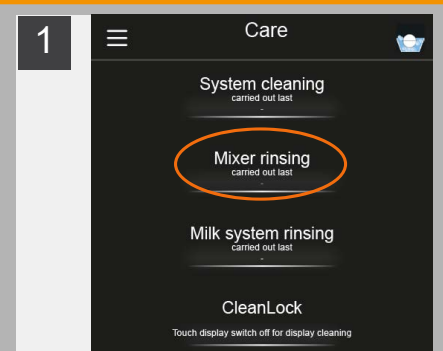 1
Care
System cleaning
carried out last
-
Mixer rinsing
carried out last
-
Milk system rinsing
carried out last
-
CleanLock
Touch display switch off for display cleaning